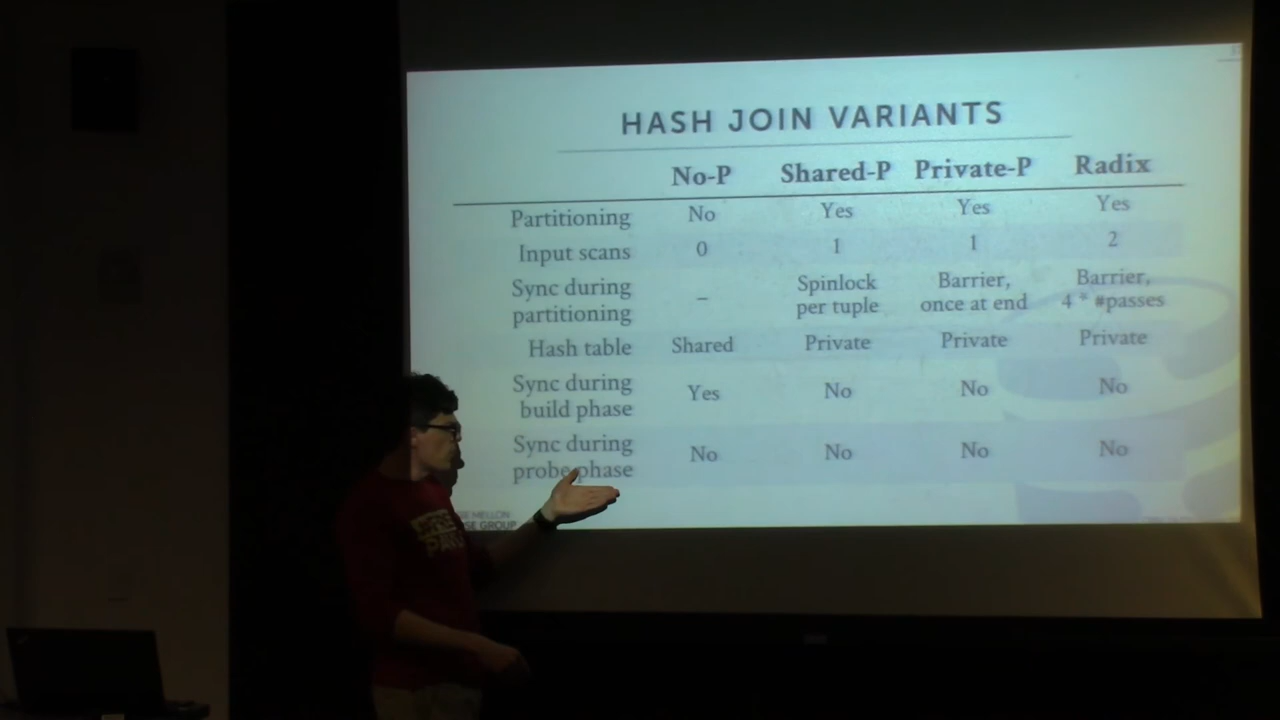 HASH JOIN VARIANTS
No-P Shared-P Private-P Radix
Partitioning No Yes Yes Yes
Input scans 0 1 1 2
Sync during partitioning – Spinlock per tuple Barrier, once at end Barrier, 4 * #passes
Hash table Shared Private Private Private
Sync during build phase Yes No No No
Sync during probe phase No No No No
MELLON
GROUP